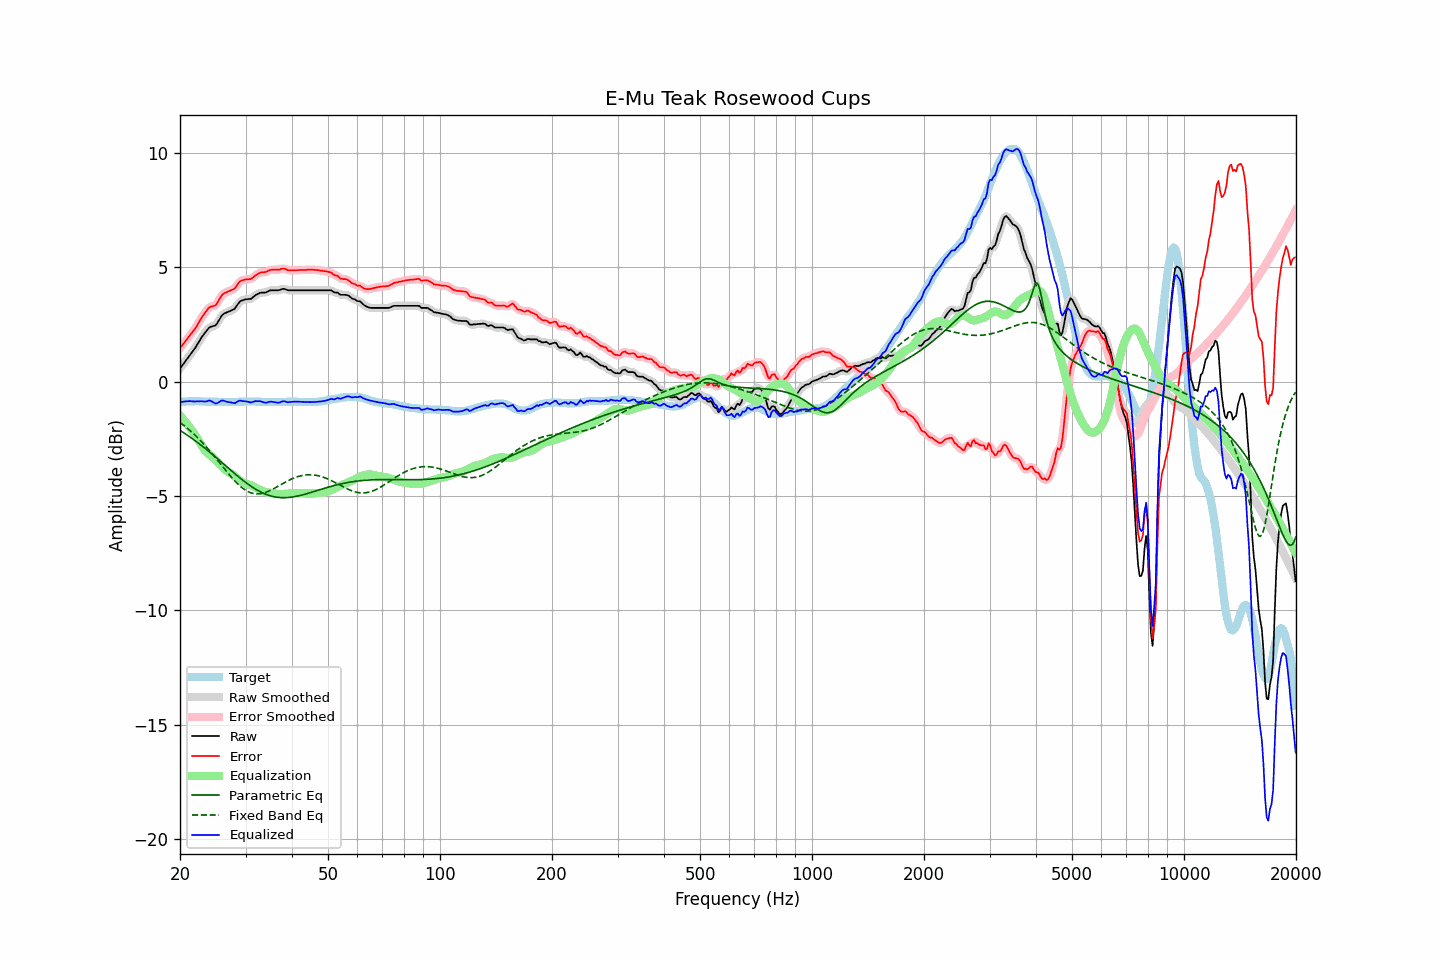 E-Mu Teak Rosewood Cups
Amplitude (dBr)
10
5
0
−5
−10
−15
−20
Target
Raw Smoothed
Error Smoothed
Raw
Error
Equalization
Parametric Eq
Fixed Band Eq
Equalized
20
50
100
200
500
1000
2000
5000
10000
20000
Frequency (Hz)